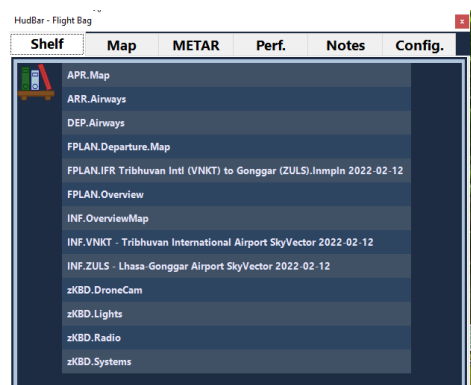 HudBar - Flight Bag
x
Shelf Map METAR Perf. Notes Config.
APR.Map
ARR.Airways
DEP.Airways
FPLAN.Departure.Map
FPLAN.IFR Tribhuvan Intl (VNKT) to Gonggar (ZULS).lnmpln 2022-02-12
FPLAN.Overview
INF.OverviewMap
INF.VNKT - Tribhuvan International Airport SkyVector 2022-02-12
INF.ZULS - Lhasa-Gonggar Airport SkyVector 2022-02-12
zKBD.DroneCam
zKBD.Lights
zKBD.Radio
zKBD.Systems